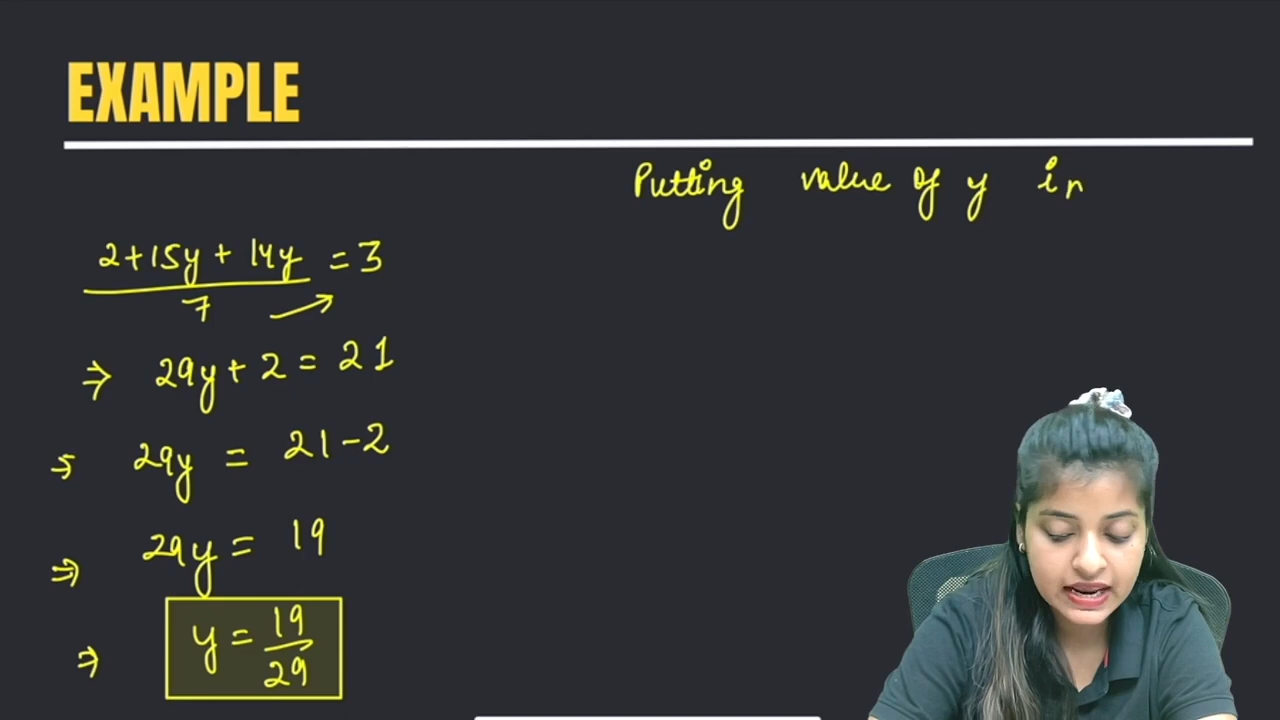 EXAMPLE
Putting value of y in
2+15y + 14y = 3
7
⇒ 29y + 2 = 21
⇒ 29y = 21-2
⇒ 29y = 19
⇒ y = 19
29